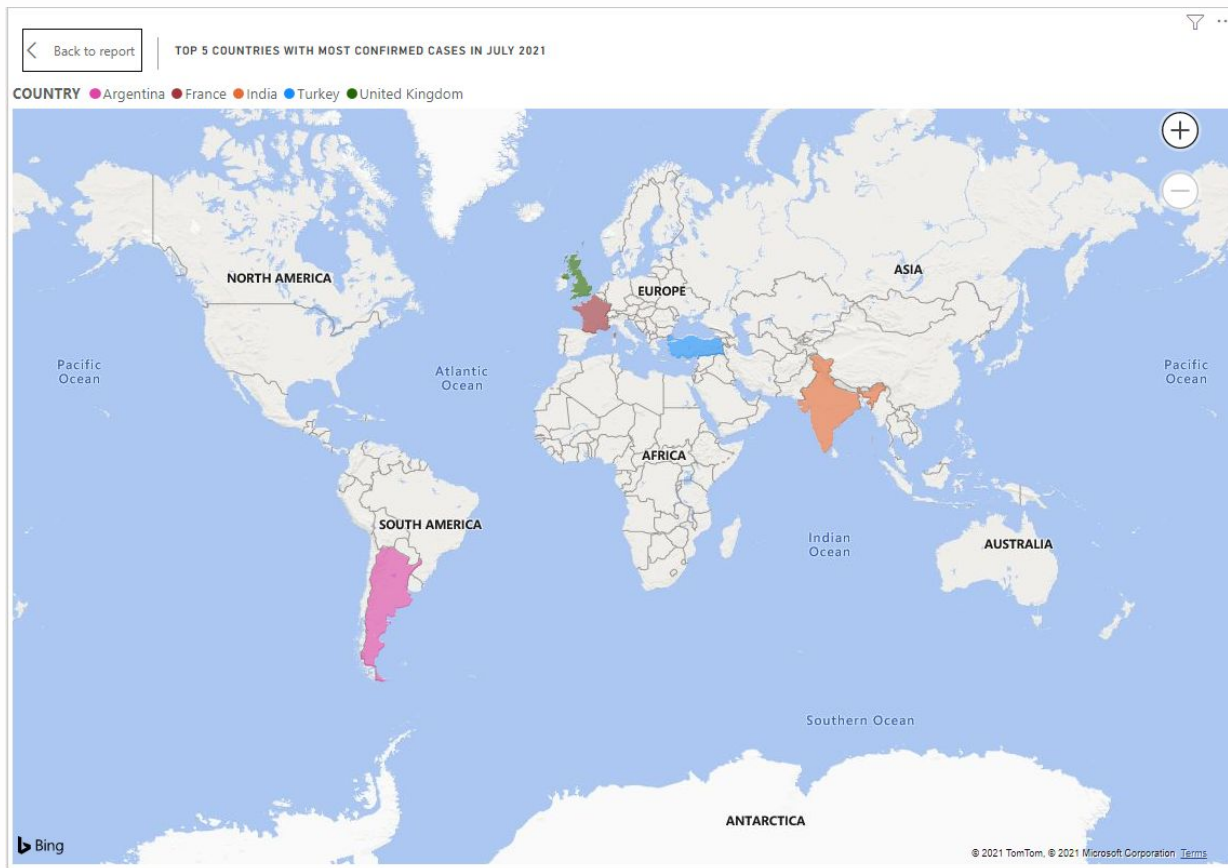 Back to report
TOP 5 COUNTRIES WITH MOST CONFIRMED CASES IN JULY 2021
COUNTRY Argentina France India Turkey United Kingdom
NORTH AMERICA
EUROPE
ASIA
Pacific
Ocean
Atlantic
Ocean
Pacific
Ocean
AFRICA
SOUTH AMERICA
Indian
Ocean
AUSTRALIA
Southern Ocean
ANTARCTICA
Bing
© 2021 TomTom, © 2021 Microsoft Corporation Terms